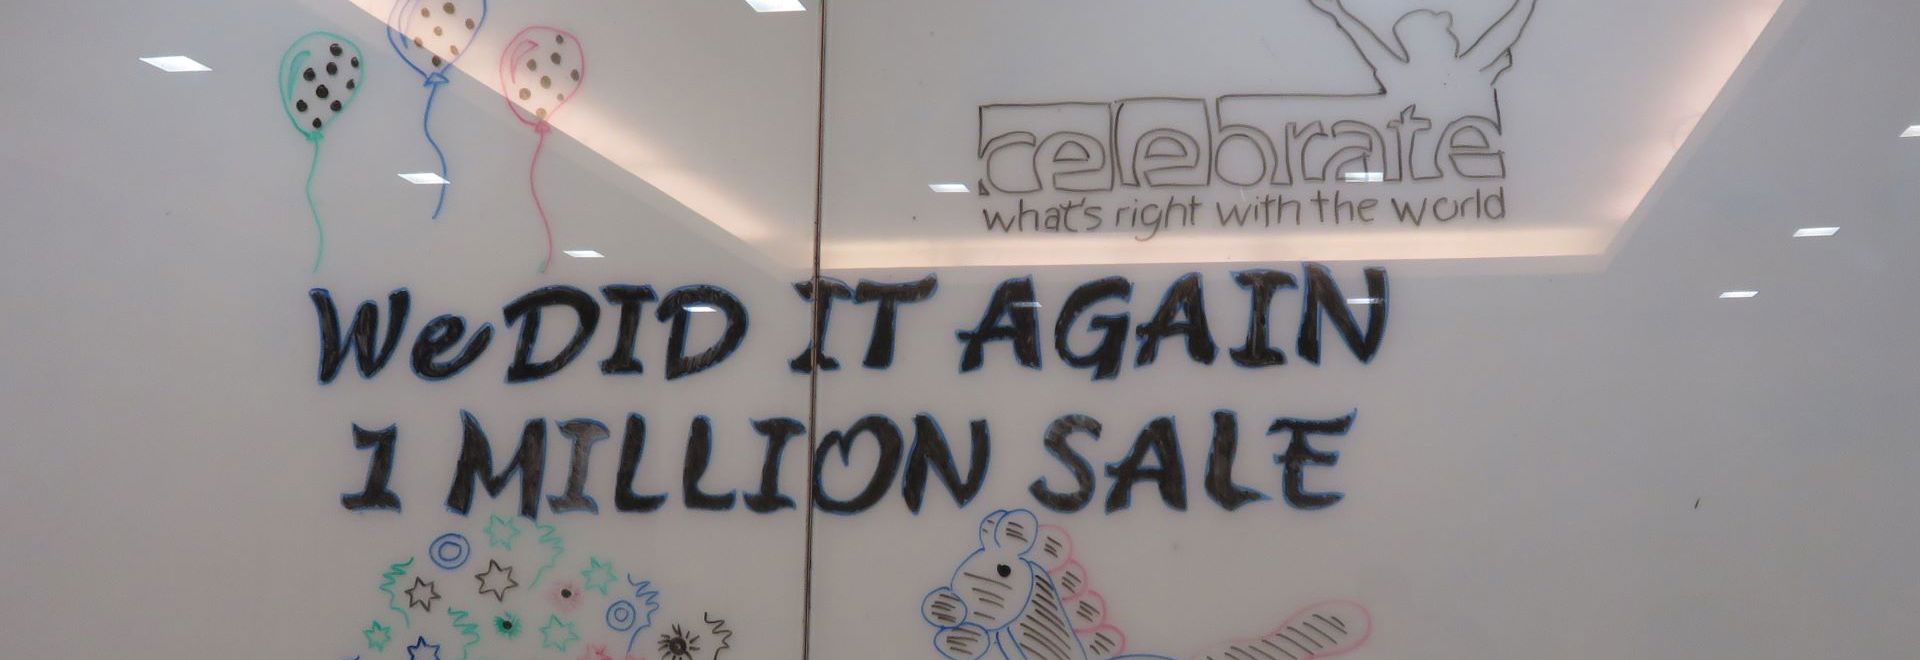 celebrate
what's right with the world
We DID IT AGAIN
1 MILLION SALE